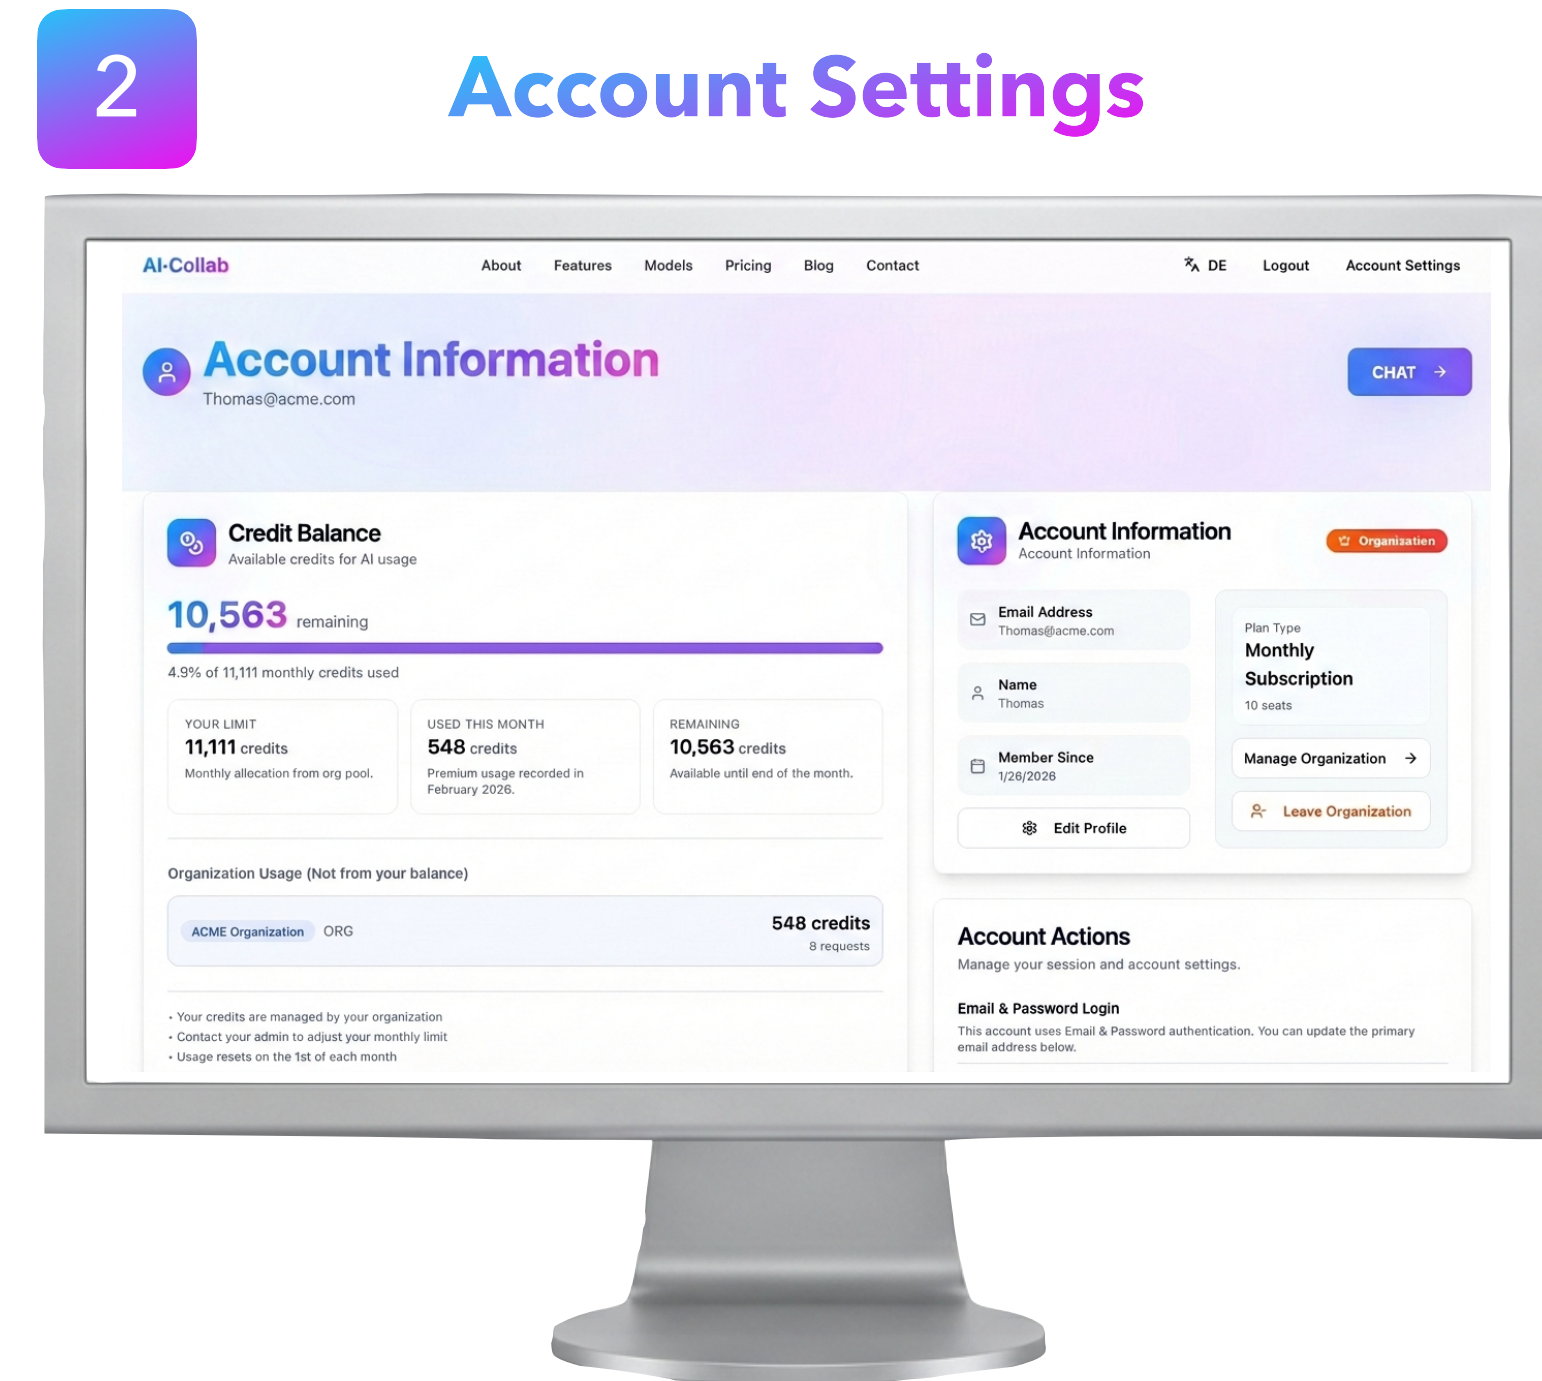 2
Account Settings
AI·Collab
About Features Models Pricing Blog Contact
DE Logout Account Settings
Account Information
Thomas@acme.com
CHAT
Credit Balance
Available credits for AI usage
10,563 remaining
4.9% of 11,111 monthly credits used
YOUR LIMIT
11,111 credits
Monthly allocation from org pool.
USED THIS MONTH
548 credits
Premium usage recorded in
February 2026.
REMAINING
10,563 credits
Available until end of the month.
Organization Usage (Not from your balance)
ACME Organization ORG
548 credits
8 requests
• Your credits are managed by your organization
• Contact your admin to adjust your monthly limit
• Usage resets on the 1st of each month
Account Information
Account Information
Organizatien
Email Address
Thomas@acme.com
Name
Thomas
Member Since
1/26/2026
Edit Profile
Plan Type
Monthly
Subscription
10 seats
Manage Organization
Leave Organization
Account Actions
Manage your session and account settings.
Email & Password Login
This account uses Email & Password authentication. You can update the primary
email address below.